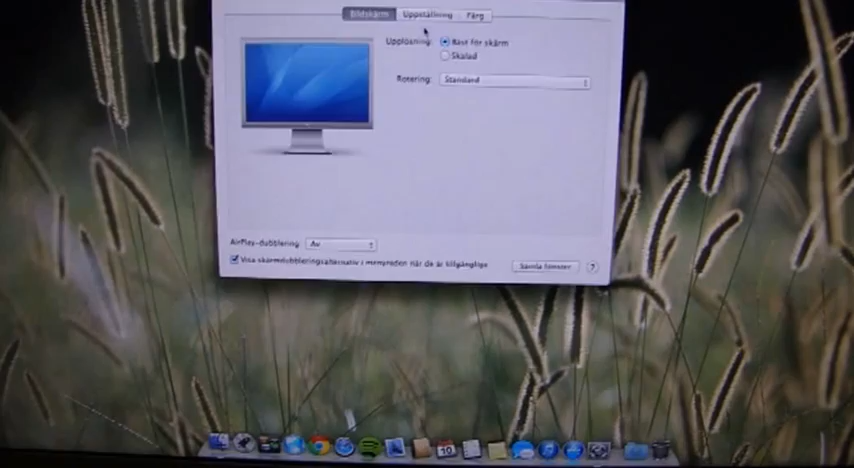 Bildskärm Uppställning Färg
Upplösning: Bäst för skärm
Skalad
Rotering: Standard
AirPlay-dubblering Av
Visa skärmdubbleringsalternativ i menyraden när de är tillgängliga
Samla fönster ?
10